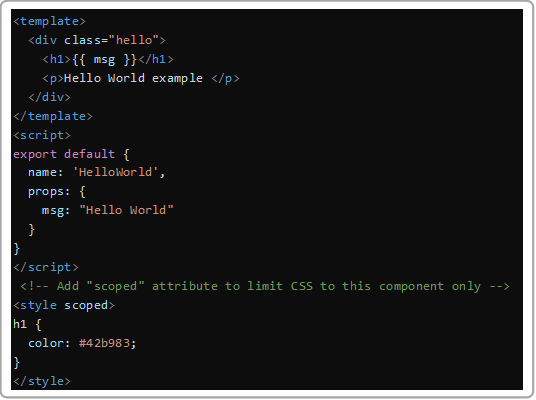 <template>
  <div class="hello">
    <h1>{{ msg }}</h1>
    <p>Hello World example </p>
  </div>
</template>
<script>
export default {
  name: 'HelloWorld',
  props: {
    msg: "Hello World"
  }
}
</script>
 <!-- Add "scoped" attribute to limit CSS to this component only -->
<style scoped>
h1 {
  color: #42b983;
}
</style>